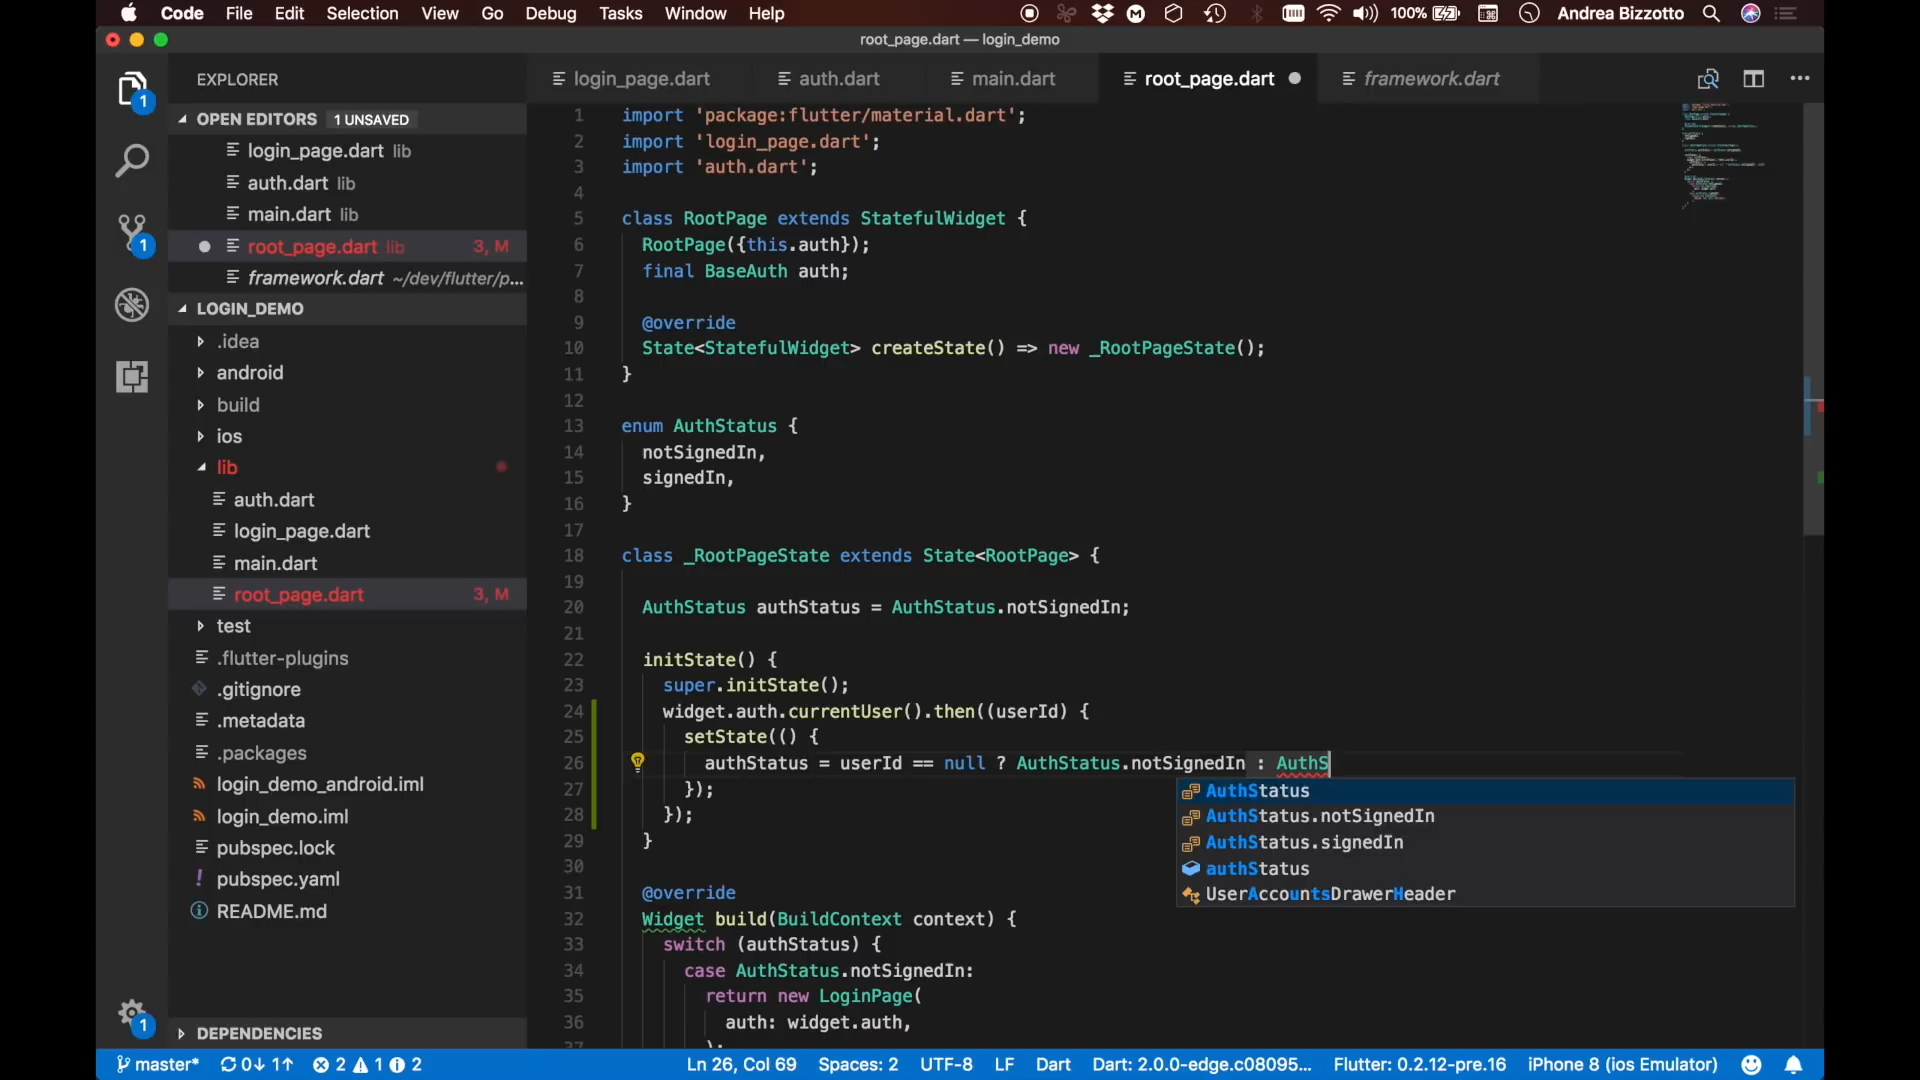 Code File Edit Selection View Go Debug Tasks Window Help 100% Andrea Bizzotto
root_page.dart — login_demo
EXPLORER
OPEN EDITORS 1 UNSAVED
login_page.dart lib
auth.dart lib
main.dart lib
root_page.dart lib 3, M
framework.dart ~/dev/flutter/p...
LOGIN_DEMO
.idea
android
build
ios
lib
auth.dart
login_page.dart
main.dart
root_page.dart 3, M
test
.flutter-plugins
.gitignore
.metadata
.packages
login_demo_android.iml
login_demo.iml
pubspec.lock
pubspec.yaml
README.md
DEPENDENCIES
1
1
1
login_page.dart auth.dart main.dart root_page.dart framework.dart
1 import 'package:flutter/material.dart';
2 import 'login_page.dart';
3 import 'auth.dart';
4
5 class RootPage extends StatefulWidget {
6 RootPage({this.auth});
7 final BaseAuth auth;
8
9 @override
10 State<StatefulWidget> createState() => new _RootPageState();
11 }
12
13 enum AuthStatus {
14 notSignedIn,
15 signedIn,
16 }
17
18 class _RootPageState extends State<RootPage> {
19
20 AuthStatus authStatus = AuthStatus.notSignedIn;
21
22 initState() {
23 super.initState();
24 widget.auth.currentUser().then((userId) {
25 setState(() {
26 authStatus = userId == null ? AuthStatus.notSignedIn : AuthS
27 });
28 });
29 }
30
31 @override
32 Widget build(BuildContext context) {
33 switch (authStatus) {
34 case AuthStatus.notSignedIn:
35 return new LoginPage(
36 auth: widget.auth,
AuthStatus
AuthStatus.notSignedIn
AuthStatus.signedIn
authStatus
UserAccountsDrawerHeader
master* 0↓ 1↑ 2 1 2 Ln 26, Col 69 Spaces: 2 UTF-8 LF Dart Dart: 2.0.0-edge.c08095... Flutter: 0.2.12-pre.16 iPhone 8 (ios Emulator)